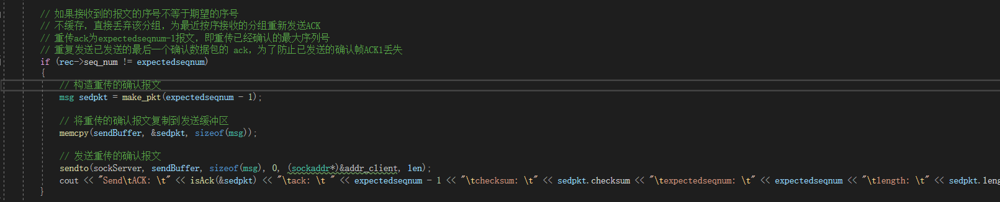 // 如果接收到的报文的序号不等于期望的序号
// 不缓存，直接丢弃该分组，为最近按序接收的分组重新发送ACK
// 重传ack为expectedseqnum-1报文，即重传已经确认的最大序列号
// 重复发送已发送的最后一个确认数据包的 ack，为了防止已发送的确认帧ACK1丢失
if (rec->seq_num != expectedseqnum)
{
// 构造重传的确认报文
msg sedpkt = make_pkt(expectedseqnum - 1);
// 将重传的确认报文复制到发送缓冲区
memcpy(sendBuffer, &sedpkt, sizeof(msg));
// 发送重传的确认报文
sendto(sockServer, sendBuffer, sizeof(msg), 0, (sockaddr*)&addr_client, len);
cout << "Send\tACK: \t" << isAck(&sedpkt) << "\tack: \t " << expectedseqnum - 1 << "\tchecksum: \t" << sedpkt.checksum << "\texpectedseqnum: \t" << expectedseqnum << "\tlength: \t" << sedpkt.leng
}